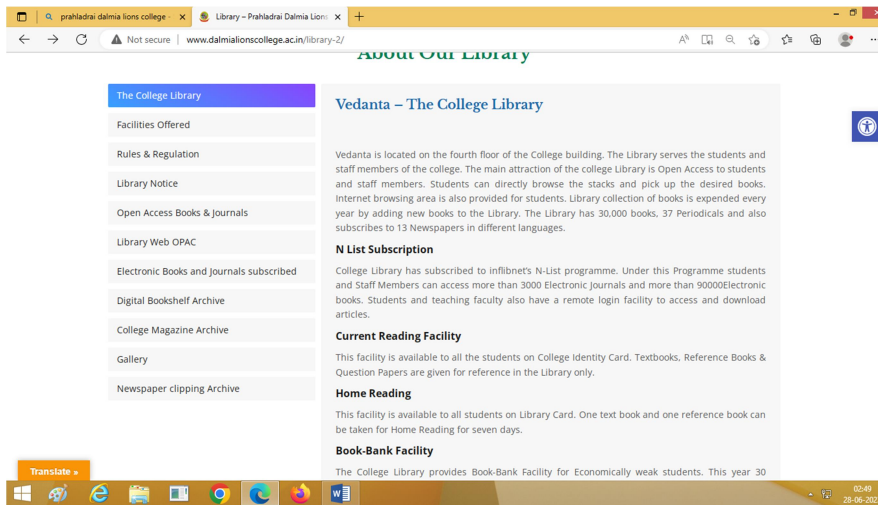 prahladrai dalmia lions college -
Library – Prahladrai Dalmia Lions
Not secure | www.dalmialionscollege.ac.in/library-2/
About Our Library
The College Library
Facilities Offered
Rules & Regulation
Library Notice
Open Access Books & Journals
Library Web OPAC
Electronic Books and Journals subscribed
Digital Bookshelf Archive
College Magazine Archive
Gallery
Newspaper clipping Archive
Vedanta – The College Library
Vedanta is located on the fourth floor of the College building. The Library serves the students and
staff members of the college. The main attraction of the college Library is Open Access to students
and staff members. Students can directly browse the stacks and pick up the desired books.
Internet browsing area is also provided for students. Library collection of books is expended every
year by adding new books to the Library. The Library has 30,000 books, 37 Periodicals and also
subscribes to 13 Newspapers in different languages.
N List Subscription
College Library has subscribed to inflibnet's N-List programme. Under this Programme students
and Staff Members can access more than 3000 Electronic Journals and more than 90000Electronic
books. Students and teaching faculty also have a remote login facility to access and download
articles.
Current Reading Facility
This facility is available to all the students on College Identity Card. Textbooks, Reference Books &
Question Papers are given for reference in the Library only.
Home Reading
This facility is available to all students on Library Card. One text book and one reference book can
be taken for Home Reading for seven days.
Book-Bank Facility
The College Library provides Book-Bank Facility for Economically weak students. This year 30
Translate »
02:49